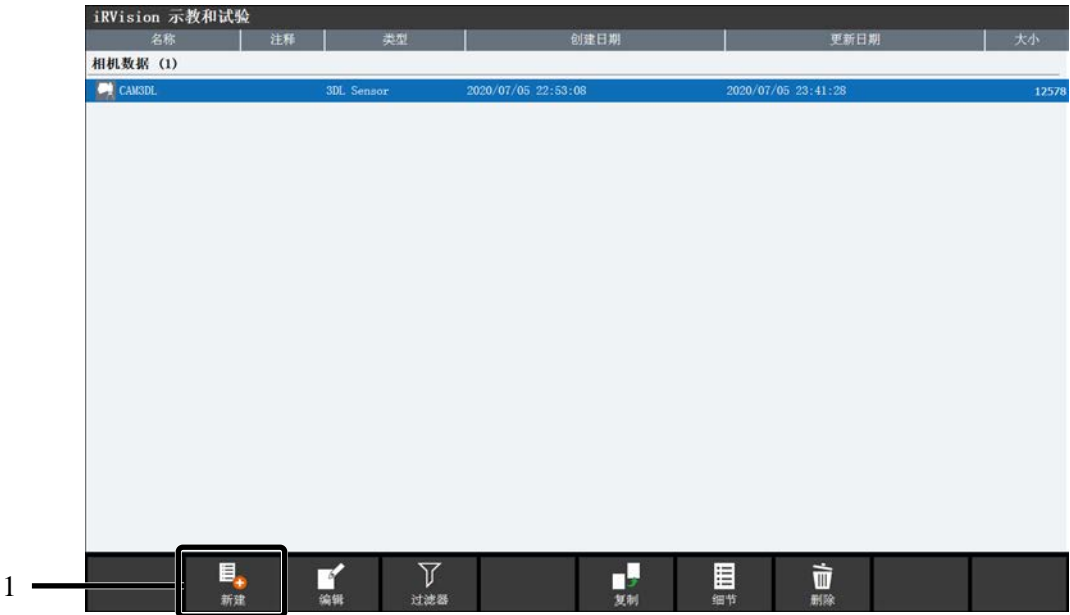 iRVision 示教和试验
名称 注释 类型 创建日期 更新日期 大小
相机数据 (1)
CAM3DL 3DL Sensor 2020/07/05 22:53:08 2020/07/05 23:41:28 12578
1
新建 编辑 过滤器 复制 细节 删除